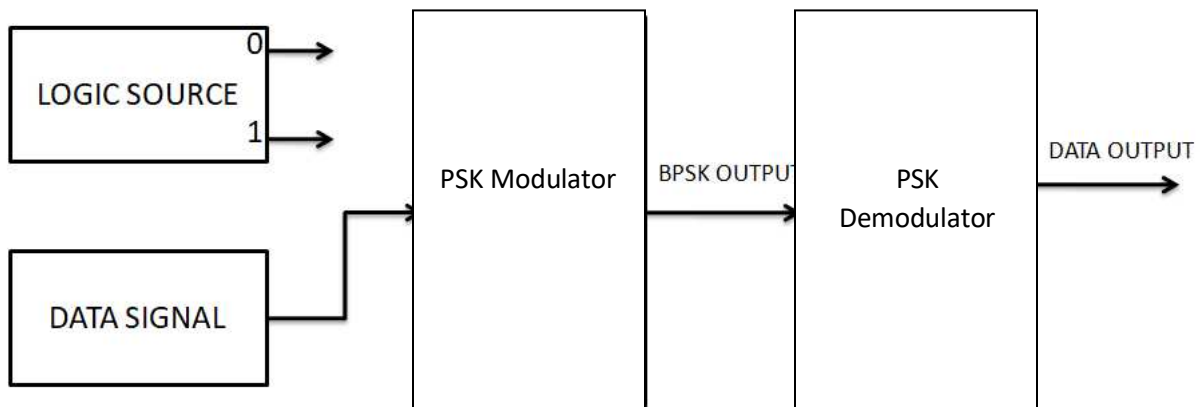 0
LOGIC SOURCE
1
DATA SIGNAL
PSK Modulator
BPSK OUTPUT
PSK
Demodulator
DATA OUTPUT